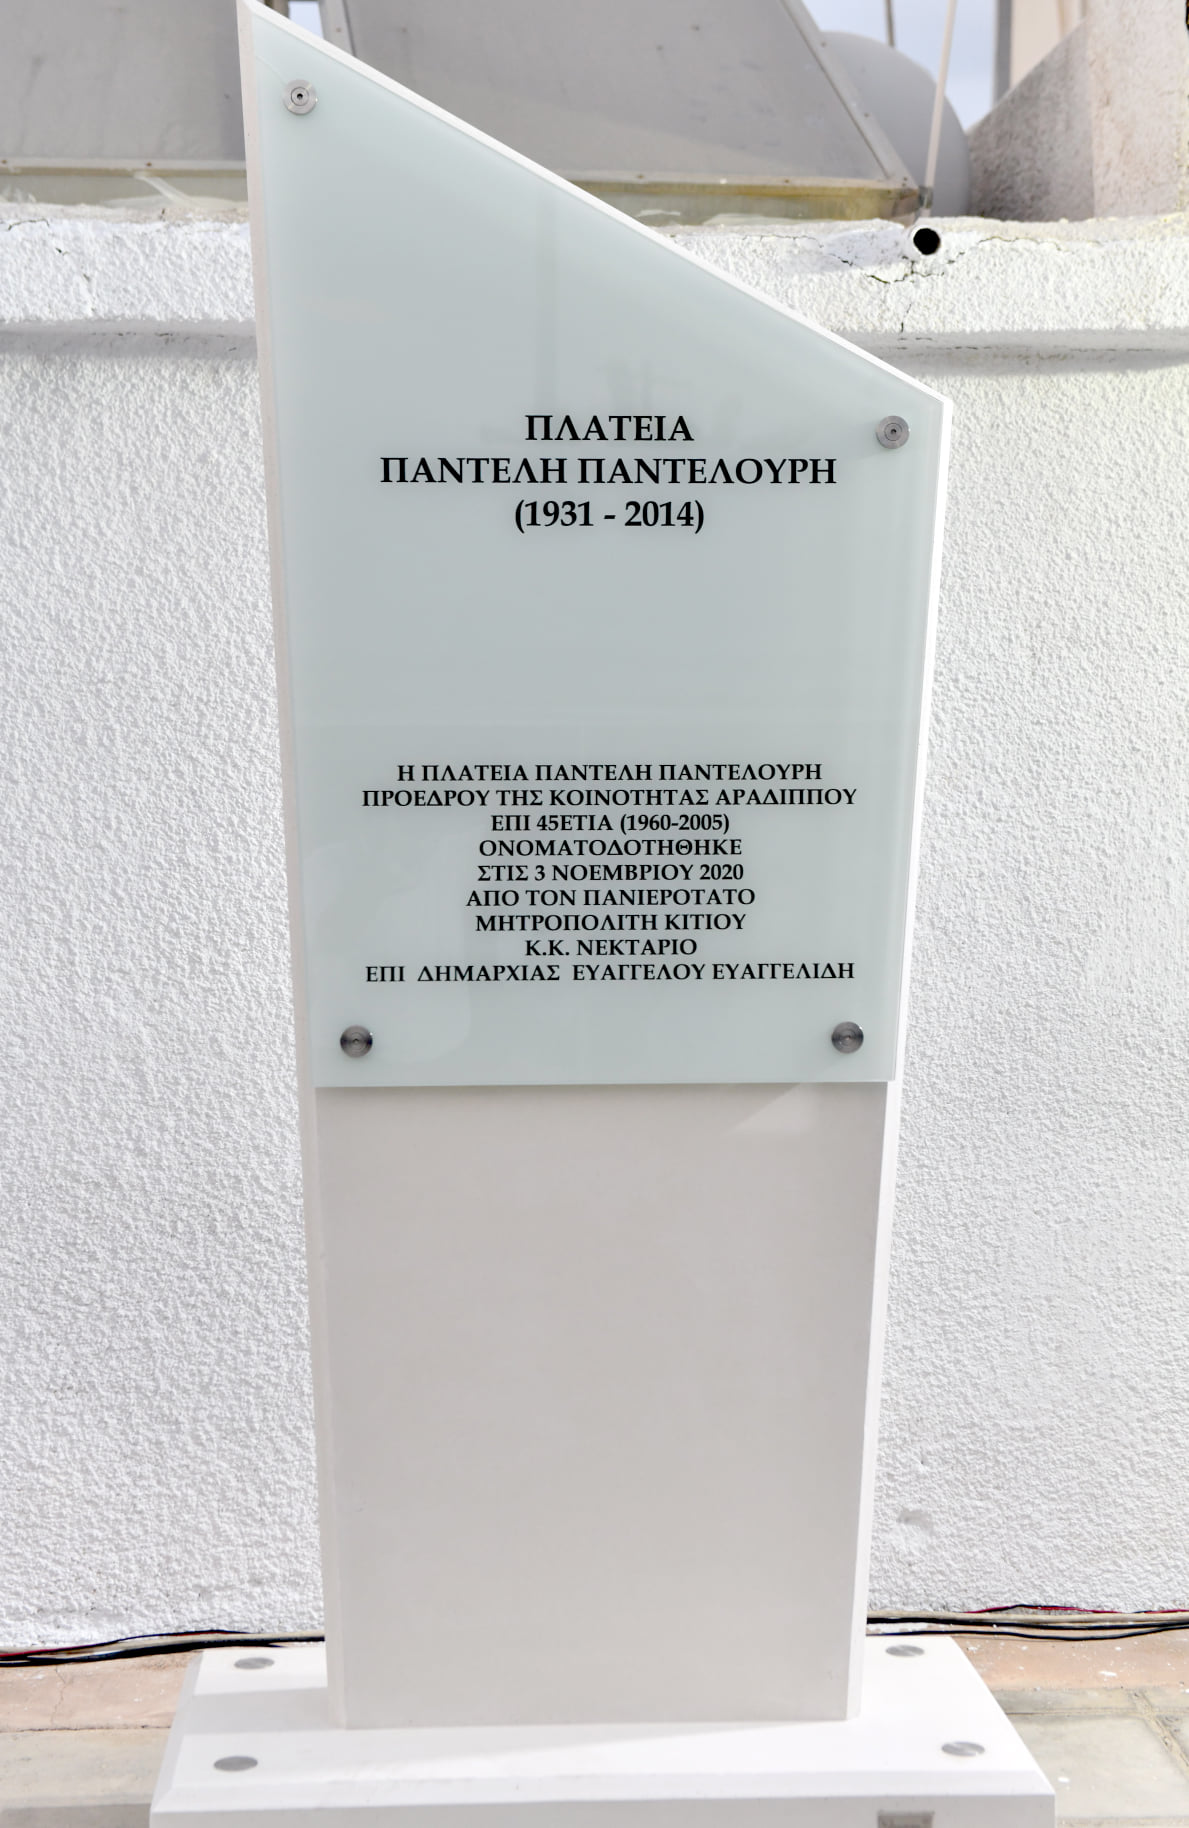 ΠΛΑΤΕΙΑ
ΠΑΝΤΕΛΗ ΠΑΝΤΕΛΟΥΡΗ
(1931 - 2014)
Η ΠΛΑΤΕΙΑ ΠΑΝΤΕΛΗ ΠΑΝΤΕΛΟΥΡΗ
ΠΡΟΕΔΡΟΥ ΤΗΣ ΚΟΙΝΟΤΗΤΑΣ ΑΡΑΔΙΠΠΟΥ
ΕΠΙ 45ΕΤΙΑ (1960-2005)
ΟΝΟΜΑΤΟΔΟΤΗΘΗΚΕ
ΣΤΙΣ 3 ΝΟΕΜΒΡΙΟΥ 2020
ΑΠΟ ΤΟΝ ΠΑΝΙΕΡΟΤΑΤΟ
ΜΗΤΡΟΠΟΛΙΤΗ ΚΙΤΙΟΥ
Κ.Κ. ΝΕΚΤΑΡΙΟ
ΕΠΙ ΔΗΜΑΡΧΙΑΣ ΕΥΑΓΓΕΛΟΥ ΕΥΑΓΓΕΛΙΔΗ